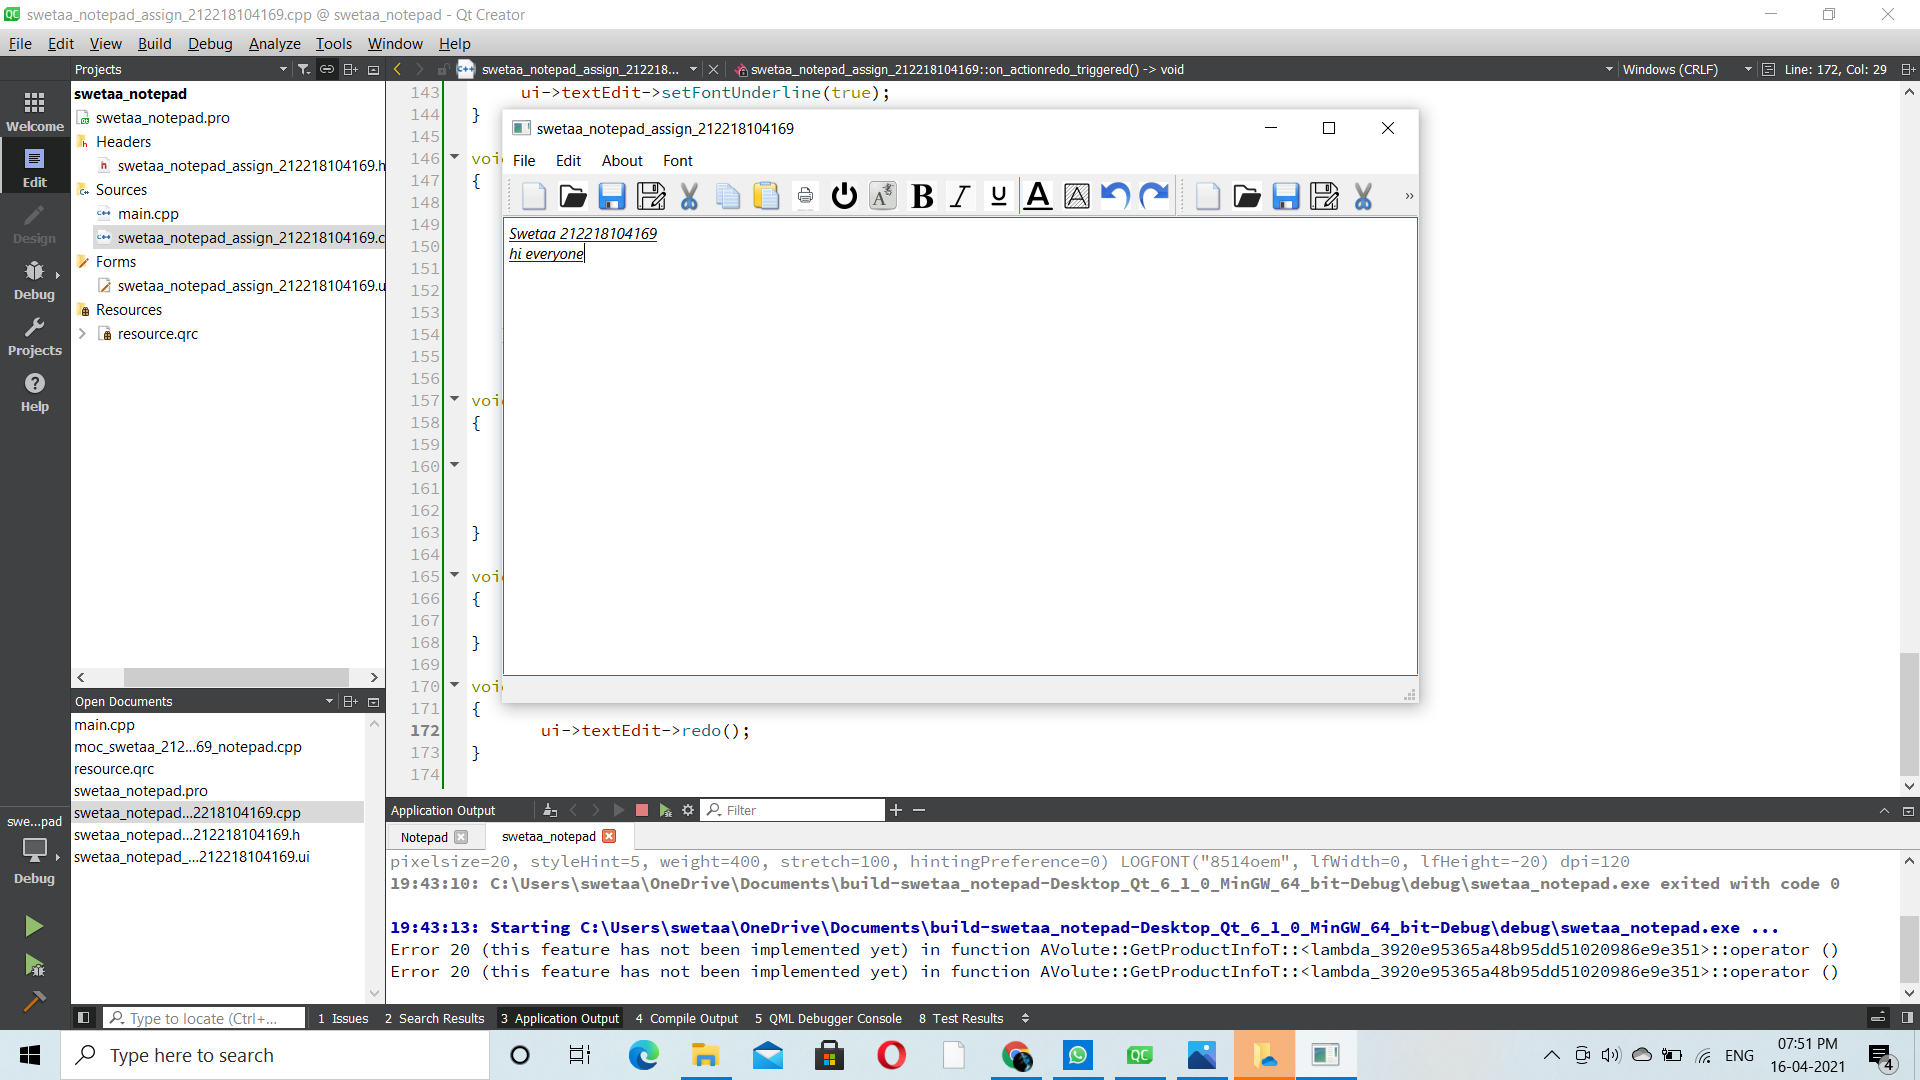 swetaa_notepad_assign_212218104169.cpp @ swetaa_notepad - Qt Creator
File Edit View Build Debug Analyze Tools Window Help
Projects
swetaa_notepad_assign_212218... swetaa_notepad_assign_212218104169::on_actionredo_triggered() -> void Windows (CRLF) Line: 172, Col: 29
Welcome
Edit
Design
Debug
Projects
Help
swe...pad
Debug
swetaa_notepad
swetaa_notepad.pro
Headers
swetaa_notepad_assign_212218104169.h
Sources
main.cpp
swetaa_notepad_assign_212218104169.c
Forms
swetaa_notepad_assign_212218104169.u
Resources
resource.qrc
Open Documents
main.cpp
moc_swetaa_212...69_notepad.cpp
resource.qrc
swetaa_notepad.pro
swetaa_notepad...2218104169.cpp
swetaa_notepad...212218104169.h
swetaa_notepad_...212218104169.ui
143 ui->textEdit->setFontUnderline(true);
144 }
145
146 voi
147 {
148
149
150
151
152
153
154
155
156
157 voi
158 {
159
160
161
162
163 }
164
165 voi
166 {
167
168 }
169
170 voi
171 {
172 ui->textEdit->redo();
173 }
174
swetaa_notepad_assign_212218104169
File Edit About Font
B I U A A
Swetaa 212218104169
hi everyone
Application Output Filter
Notepad swetaa_notepad
pixelsize=20, styleHint=5, weight=400, stretch=100, hintingPreference=0) LOGFONT("8514oem", lfWidth=0, lfHeight=-20) dpi=120
19:43:10: C:\Users\swetaa\OneDrive\Documents\build-swetaa_notepad-Desktop_Qt_6_1_0_MinGW_64_bit-Debug\debug\swetaa_notepad.exe exited with code 0
19:43:13: Starting C:\Users\swetaa\OneDrive\Documents\build-swetaa_notepad-Desktop_Qt_6_1_0_MinGW_64_bit-Debug\debug\swetaa_notepad.exe ...
Error 20 (this feature has not been implemented yet) in function AVolute::GetProductInfoT::<lambda_3920e95365a48b95dd51020986e9e351>::operator ()
Error 20 (this feature has not been implemented yet) in function AVolute::GetProductInfoT::<lambda_3920e95365a48b95dd51020986e9e351>::operator ()
Type to locate (Ctrl+... 1 Issues 2 Search Results 3 Application Output 4 Compile Output 5 QML Debugger Console 8 Test Results
Type here to search
ENG
07:51 PM
16-04-2021
4